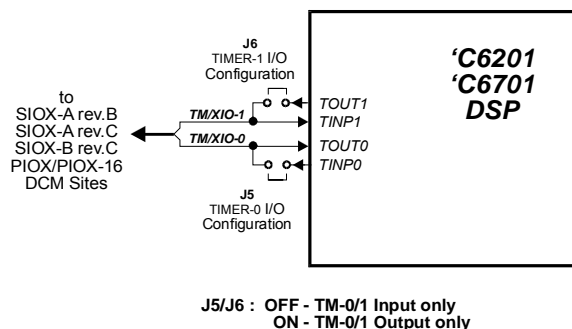 J6
TIMER-1 I/O
Configuration
'C6201
'C6701
DSP
to
SIOX-A rev.B
SIOX-A rev.C
SIOX-B rev.C
PIOX/PIOX-16
DCM Sites
TM/XIO-1
TM/XIO-0
TOUT1
TINP1
TOUT0
TINP0
J5
TIMER-0 I/O
Configuration
J5/J6 : OFF - TM-0/1 Input only
ON - TM-0/1 Output only